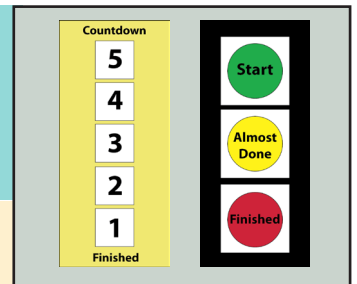 Countdown
5
4
3
2
1
Finished
Start
Almost
Done
Finished